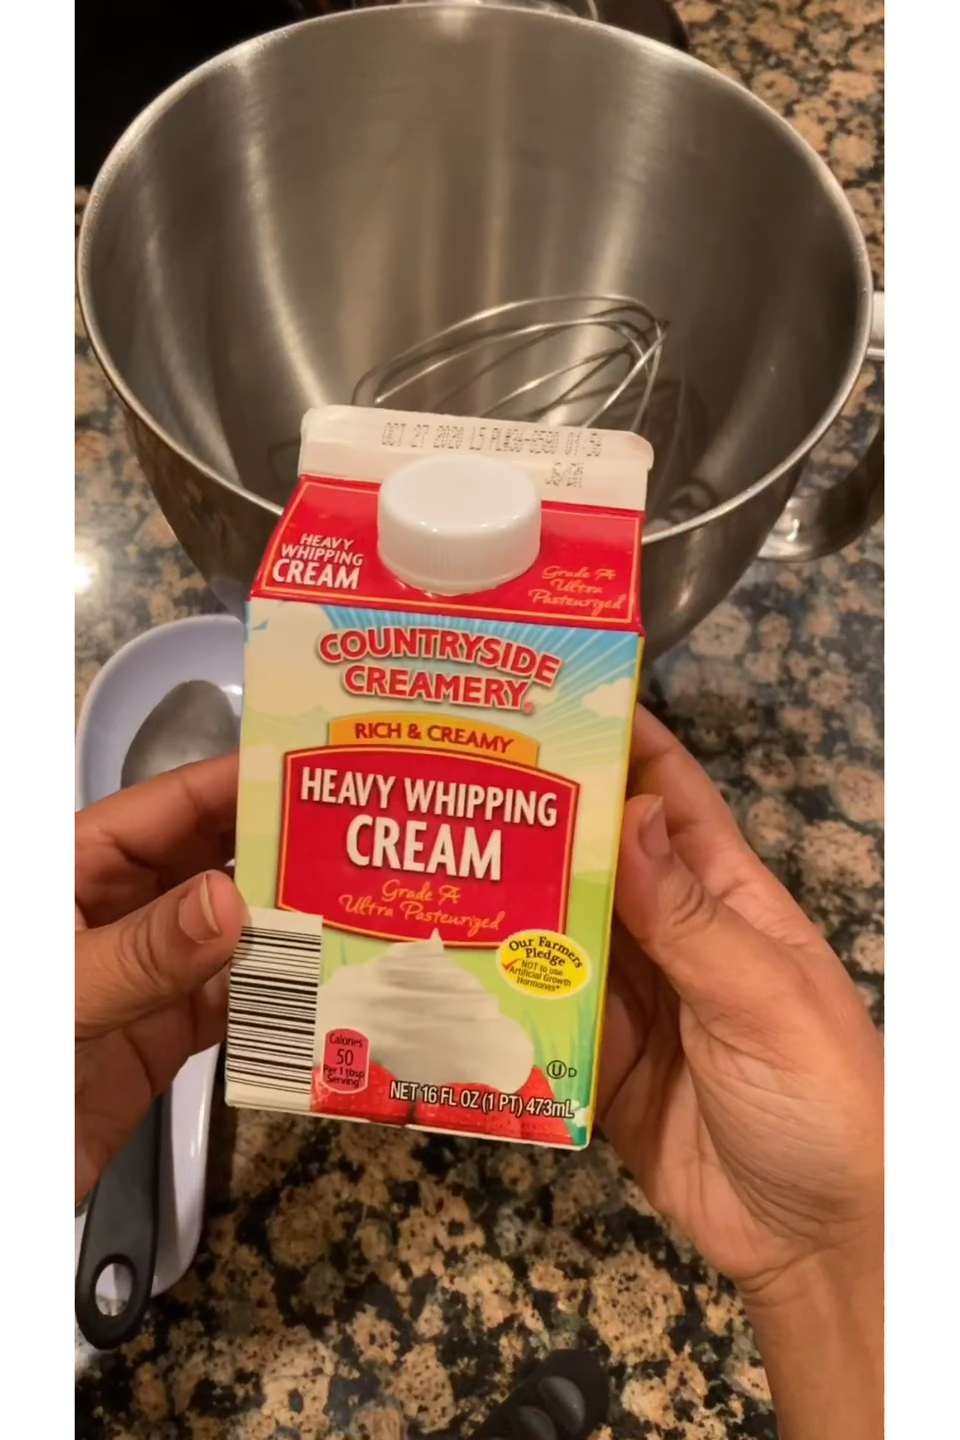 OCT 27 2020 LS
HEAVY
WHIPPING
CREAM
Grade A
Ultra
Pasteurized
COUNTRYSIDE
CREAMERY®
RICH & CREAMY
HEAVY WHIPPING
CREAM
Grade A
Ultra Pasteurized
Our Farmers
Pledge
NOT to use
Artificial Growth
Hormones*
Calories
50
Per 1 tbsp
Serving
U D
NET 16 FL OZ (1 PT) 473mL